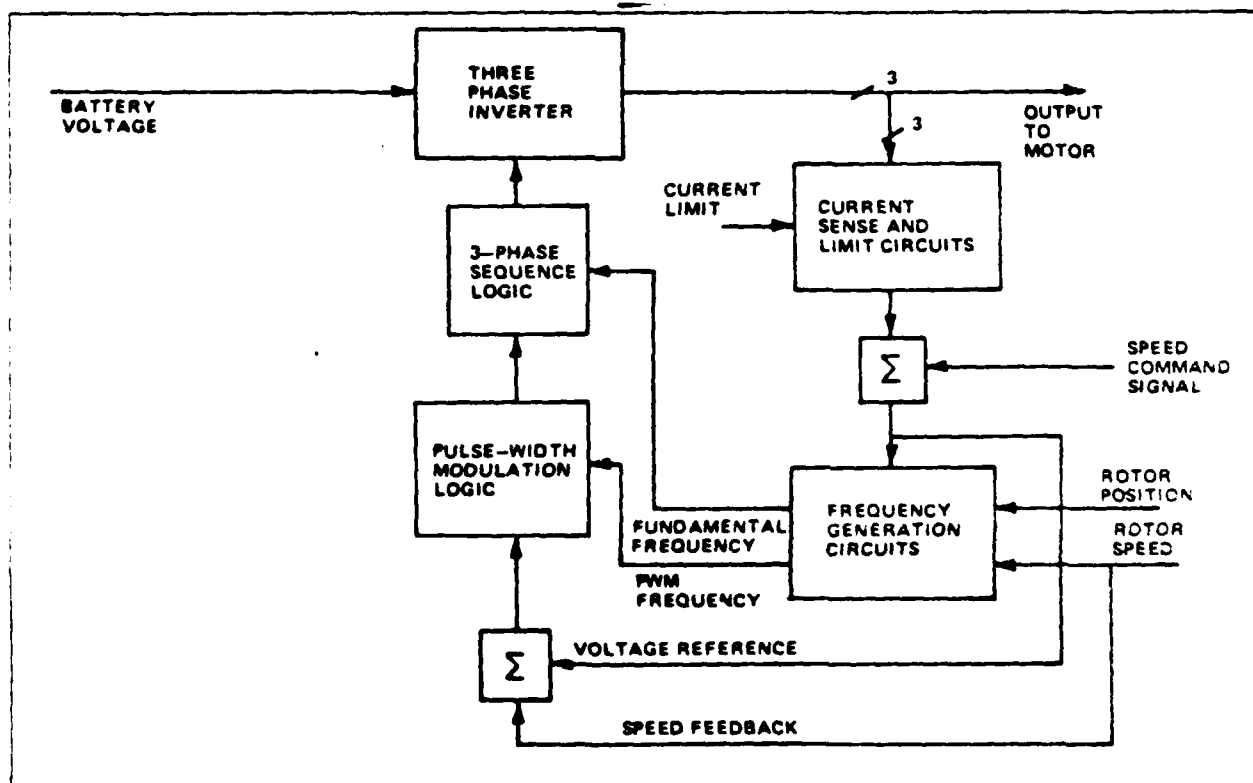 THREE
PHASE
INVERTER
3
BATTERY
VOLTAGE
OUTPUT
TO
MOTOR
3
CURRENT
LIMIT
CURRENT
SENSE AND
LIMIT CIRCUITS
3-PHASE
SEQUENCE
LOGIC
Σ
SPEED
COMMAND
SIGNAL
PULSE-WIDTH
MODULATION
LOGIC
FREQUENCY
GENERATION
CIRCUITS
ROTOR
POSITION
ROTOR
SPEED
FUNDAMENTAL
FREQUENCY
PWM
FREQUENCY
Σ
VOLTAGE REFERENCE
SPEED FEEDBACK